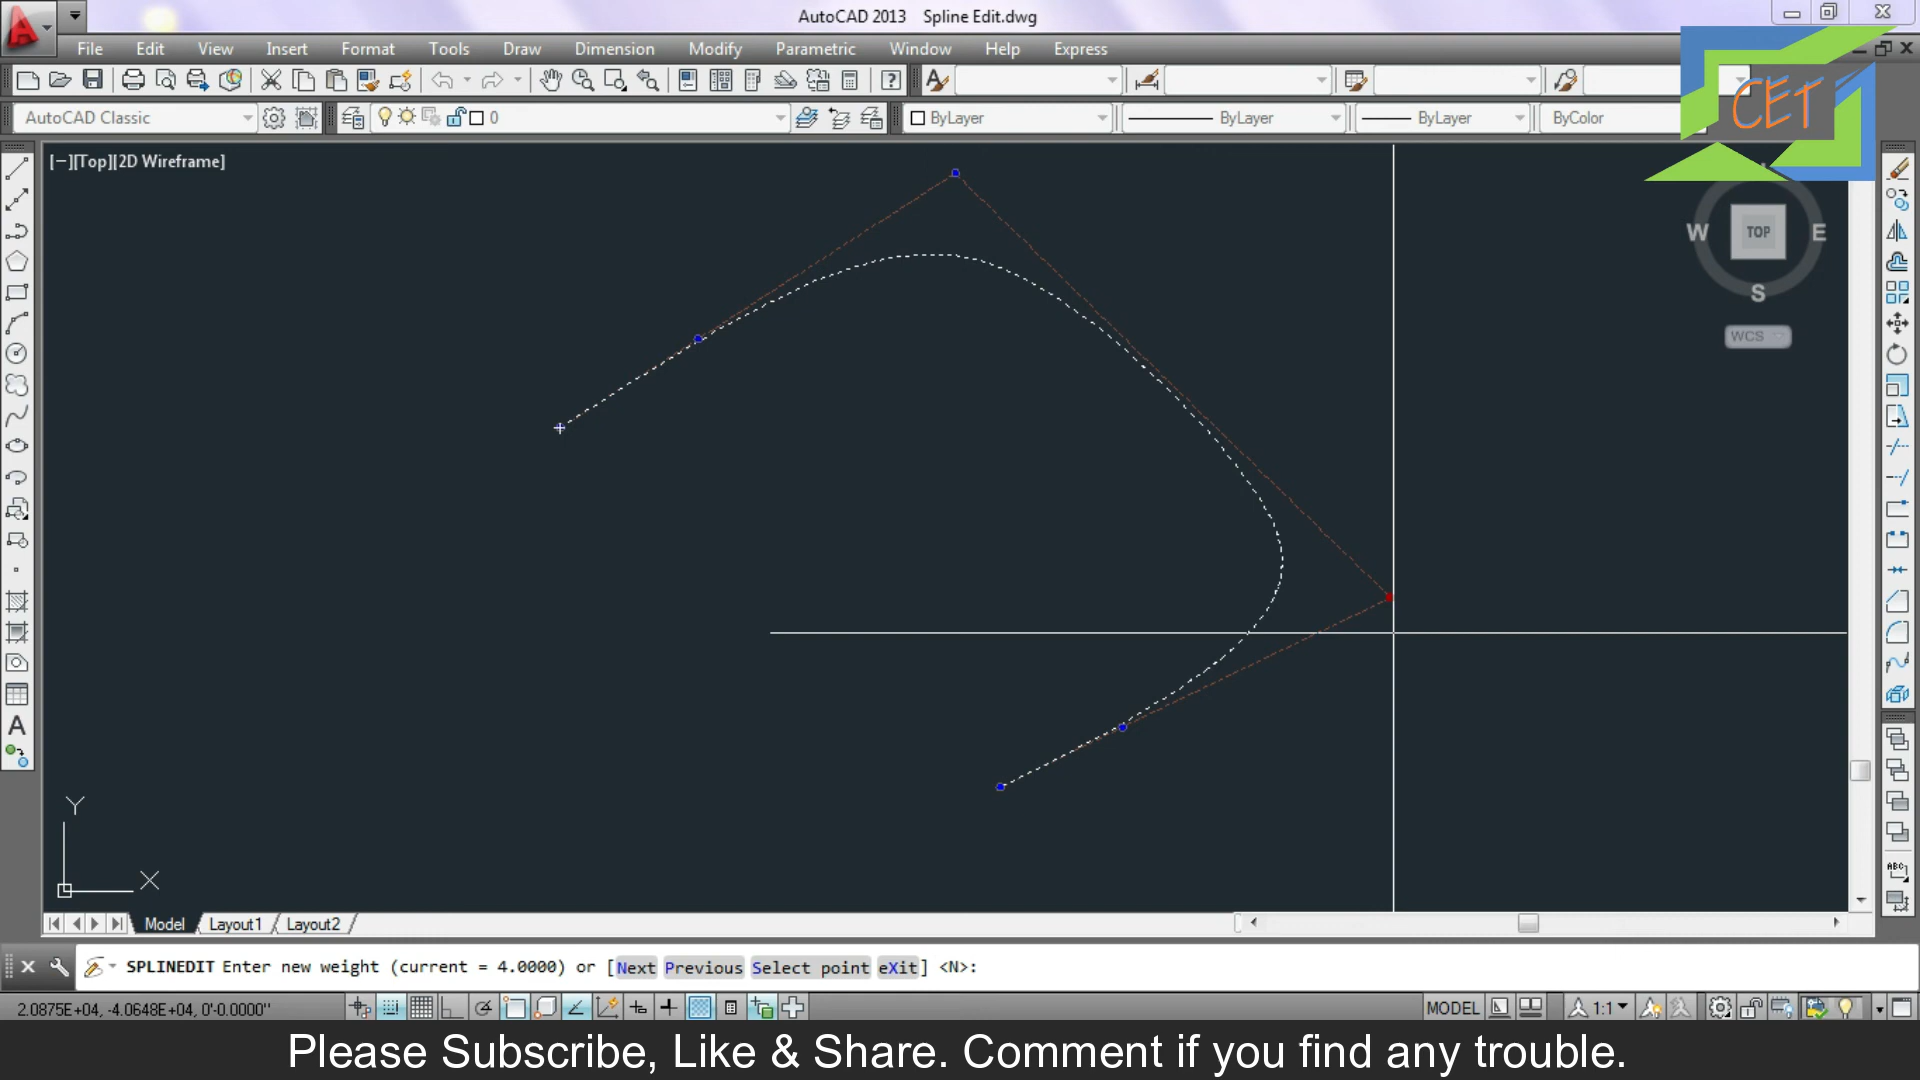 AutoCAD 2013 Spline Edit.dwg
File Edit View Insert Format Tools Draw Dimension Modify Parametric Window Help Express
AutoCAD Classic
0
ByLayer
ByLayer
ByLayer
ByColor
CET
[−][Top][2D Wireframe]
W TOP E
S
WCS
A
ABC
Y
X
Model Layout1 Layout2
SPLINEDIT Enter new weight (current = 4.0000) or [Next Previous Select point eXit] <N>:
2.0875E+04, -4.0648E+04, 0'-0.0000"
MODEL
1:1
Please Subscribe, Like & Share. Comment if you find any trouble.